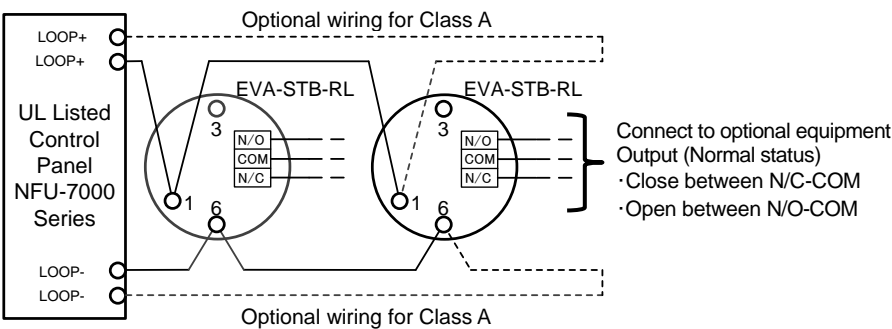 Optional wiring for Class A
LOOP+
LOOP+
UL Listed
Control
Panel
NFU-7000
Series
LOOP-
LOOP-
EVA-STB-RL
3
N/O
COM
N/C
1
6
EVA-STB-RL
3
N/O
COM
N/C
1
6
Connect to optional equipment
Output (Normal status)
・Close between N/C-COM
・Open between N/O-COM
Optional wiring for Class A